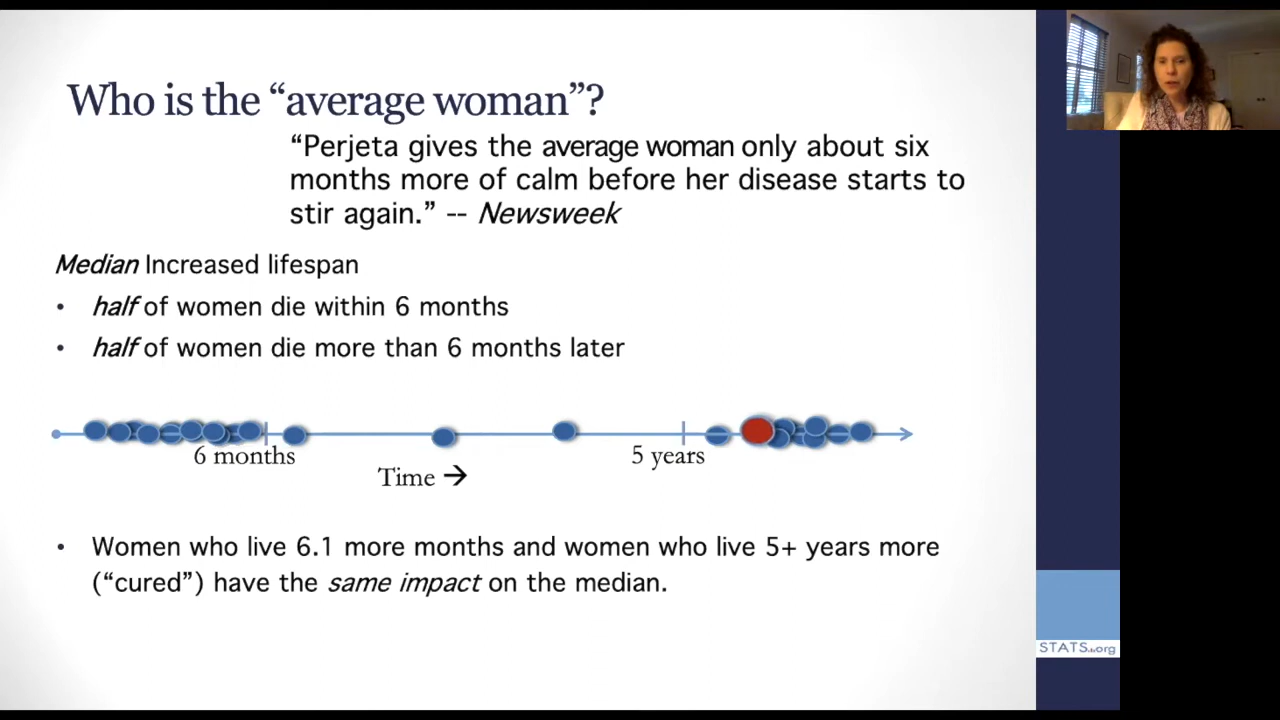 Who is the “average woman”?
“Perjeta gives the average woman only about six
months more of calm before her disease starts to
stir again.” -- Newsweek
Median Increased lifespan
• half of women die within 6 months
• half of women die more than 6 months later
6 months
5 years
Time →
• Women who live 6.1 more months and women who live 5+ years more
(“cured”) have the same impact on the median.
STATS.org